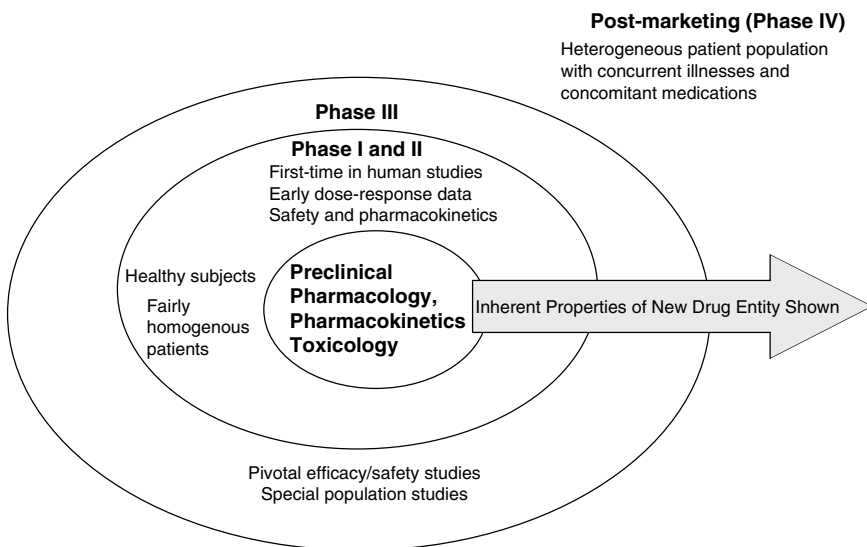 Post-marketing (Phase IV)
Heterogeneous patient population
with concurrent illnesses and
concomitant medications
Phase III
Phase I and II
First-time in human studies
Early dose-response data
Safety and pharmacokinetics
Healthy subjects
Fairly
homogenous
patients
Preclinical
Pharmacology,
Pharmacokinetics
Toxicology
Inherent Properties of New Drug Entity Shown
Pivotal efficacy/safety studies
Special population studies